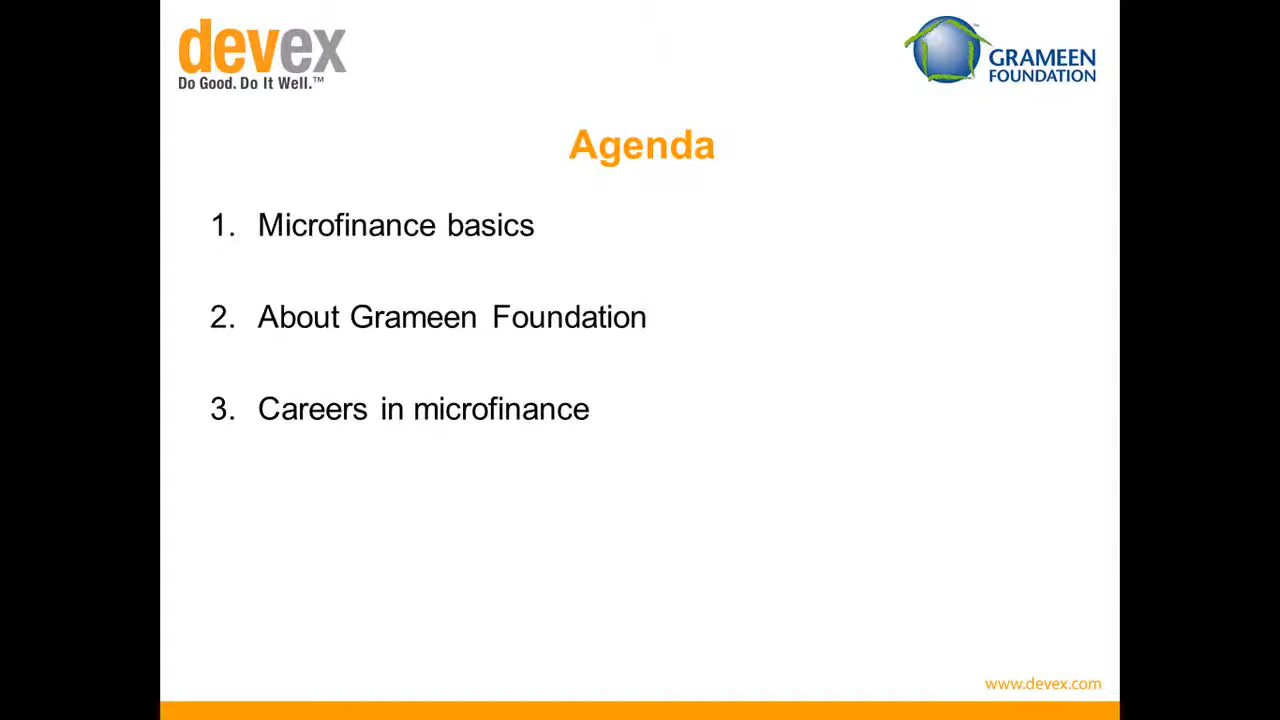 devex
Do Good. Do It Well.™
GRAMEEN
FOUNDATION
Agenda
1. Microfinance basics
2. About Grameen Foundation
3. Careers in microfinance
www.devex.com